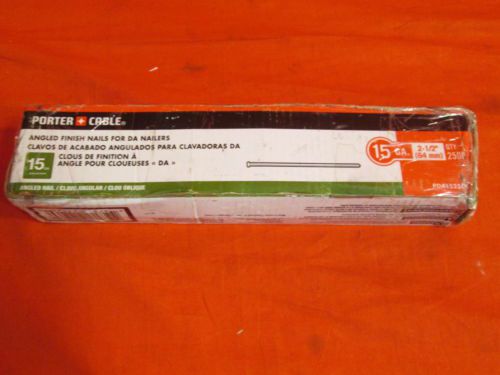 PORTER CABLE
ANGLED FINISH NAILS FOR DA NAILERS
CLAVOS DE ACABADO ANGULADOS PARA CLAVADORAS DA
CLOUS DE FINITION À
ANGLE POUR CLOUEUSES « DA »
15
ANGLED NAIL / CLAVO ANGULAR / CLOU OBLIQUE
15 GA.
2-1/2"
(64 mm)
QTY